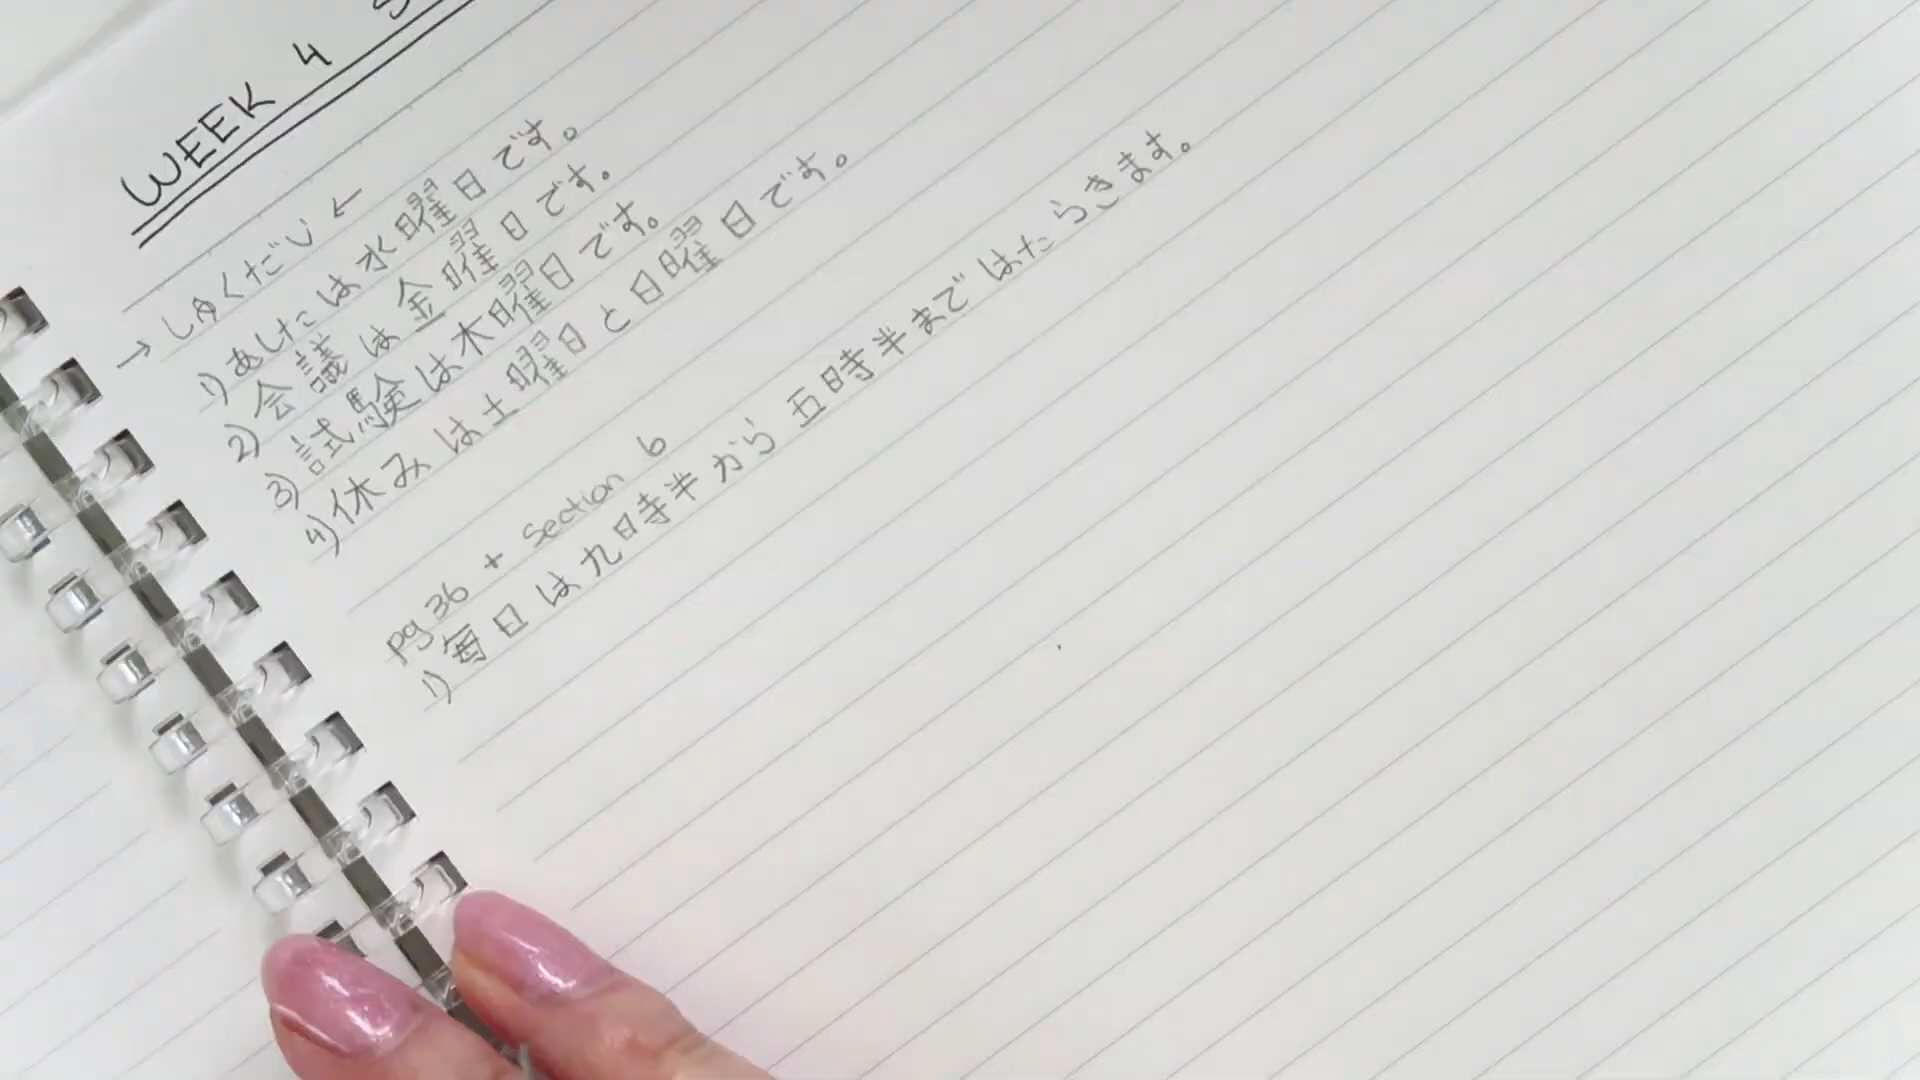 WEEK 4
→ しゅくだい ←
1) あしたは水曜日です。
2) 会議は金曜日です。
3) 試験は木曜日です。
4) 休みは土曜日と日曜日です。
pg 36 + Section 6
1) 毎日は九時半から五時半まではたらきます。